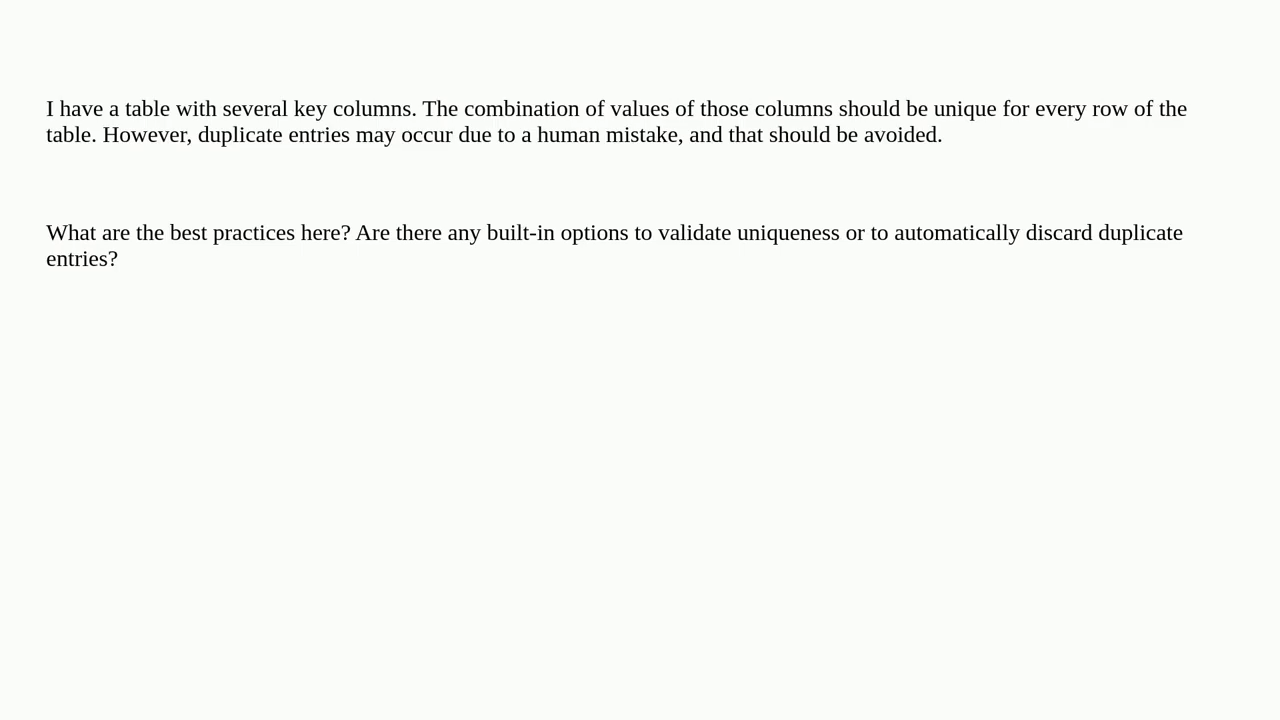 I have a table with several key columns. The combination of values of those columns should be unique for every row of the
table. However, duplicate entries may occur due to a human mistake, and that should be avoided.
What are the best practices here? Are there any built-in options to validate uniqueness or to automatically discard duplicate
entries?